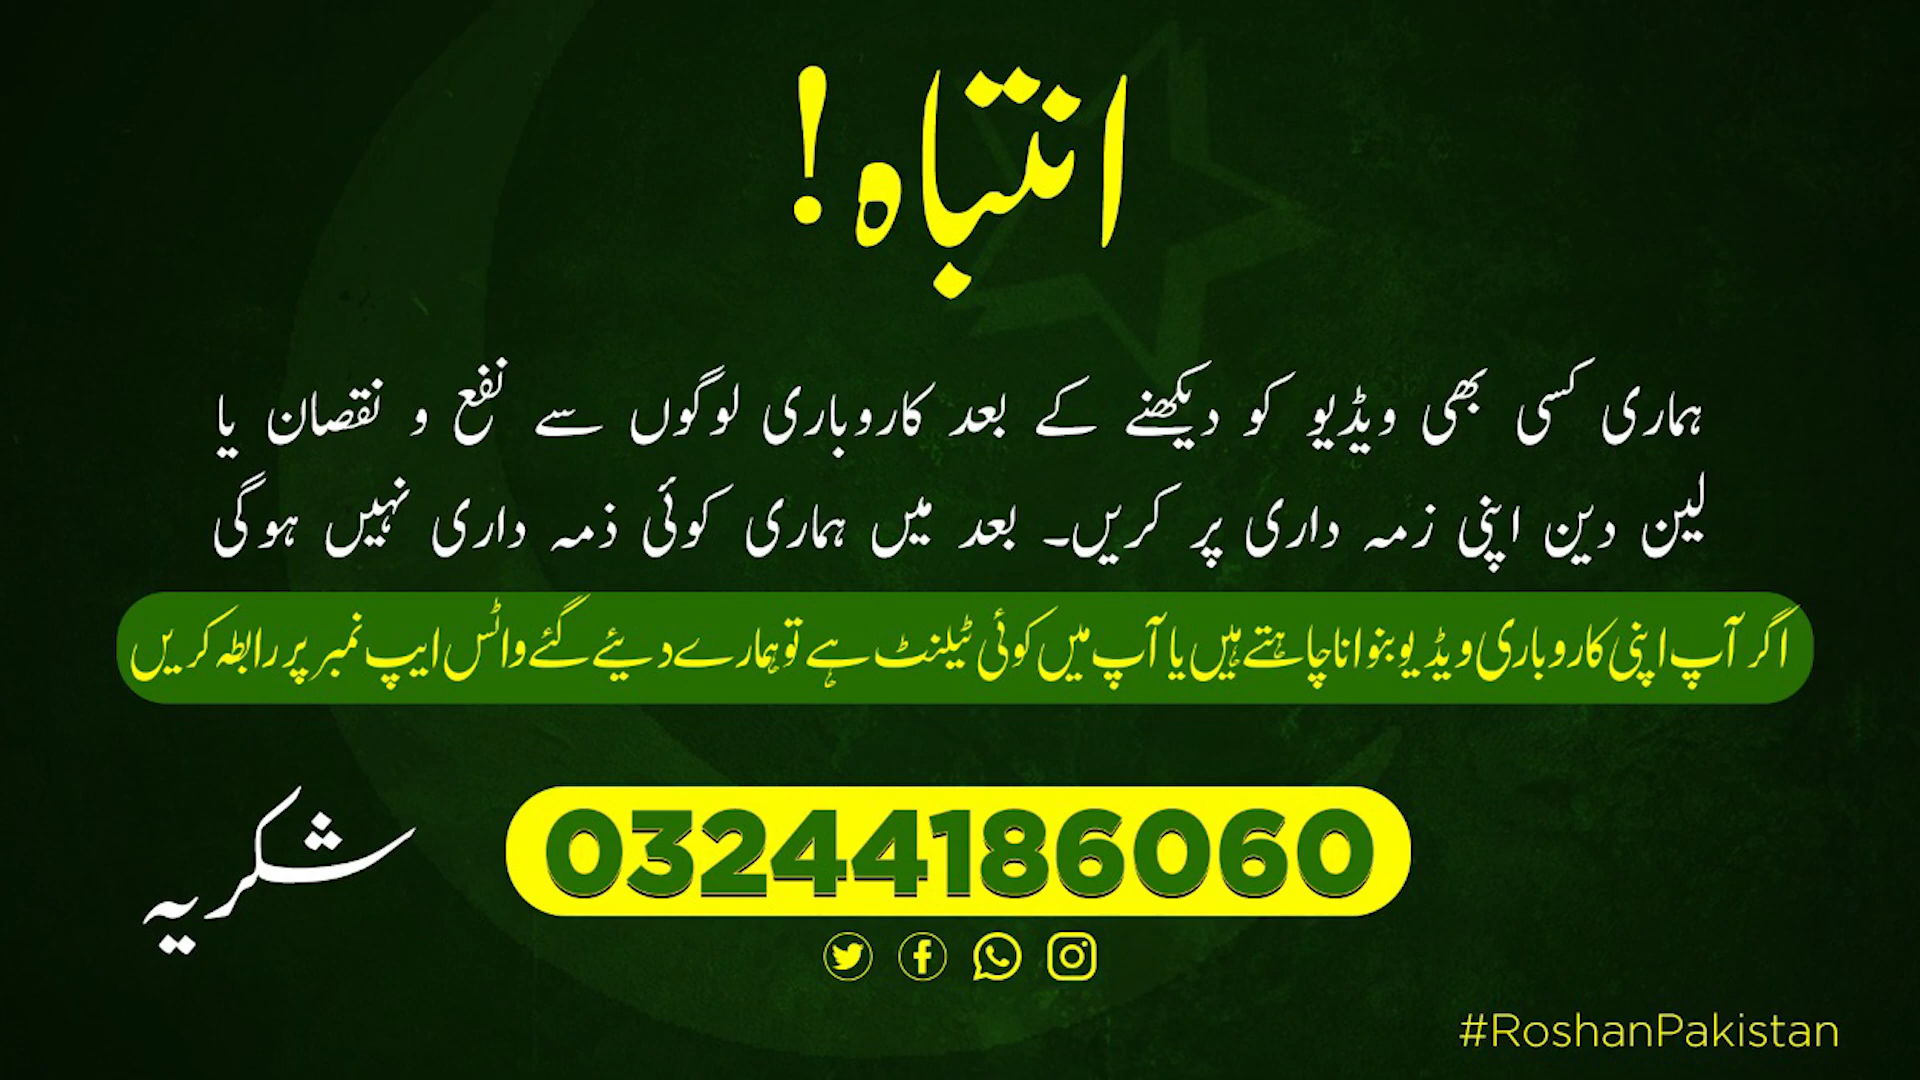 انتباہ!
ہماری کسی بھی ویڈیو کو دیکھنے کے بعد کاروباری لوگوں سے نفع و نقصان یا
لین دین اپنی زمہ داری پر کریں۔ بعد میں ہماری کوئی ذمہ داری نہیں ہوگی
اگر آپ اپنی کاروباری ویڈیو بنوانا چاہتے ہیں یا آپ میں کوئی ٹیلنٹ ہے تو ہمارے دیئے گئے واٹس ایپ نمبر پر رابطہ کریں
03244186060
شکریہ
#RoshanPakistan